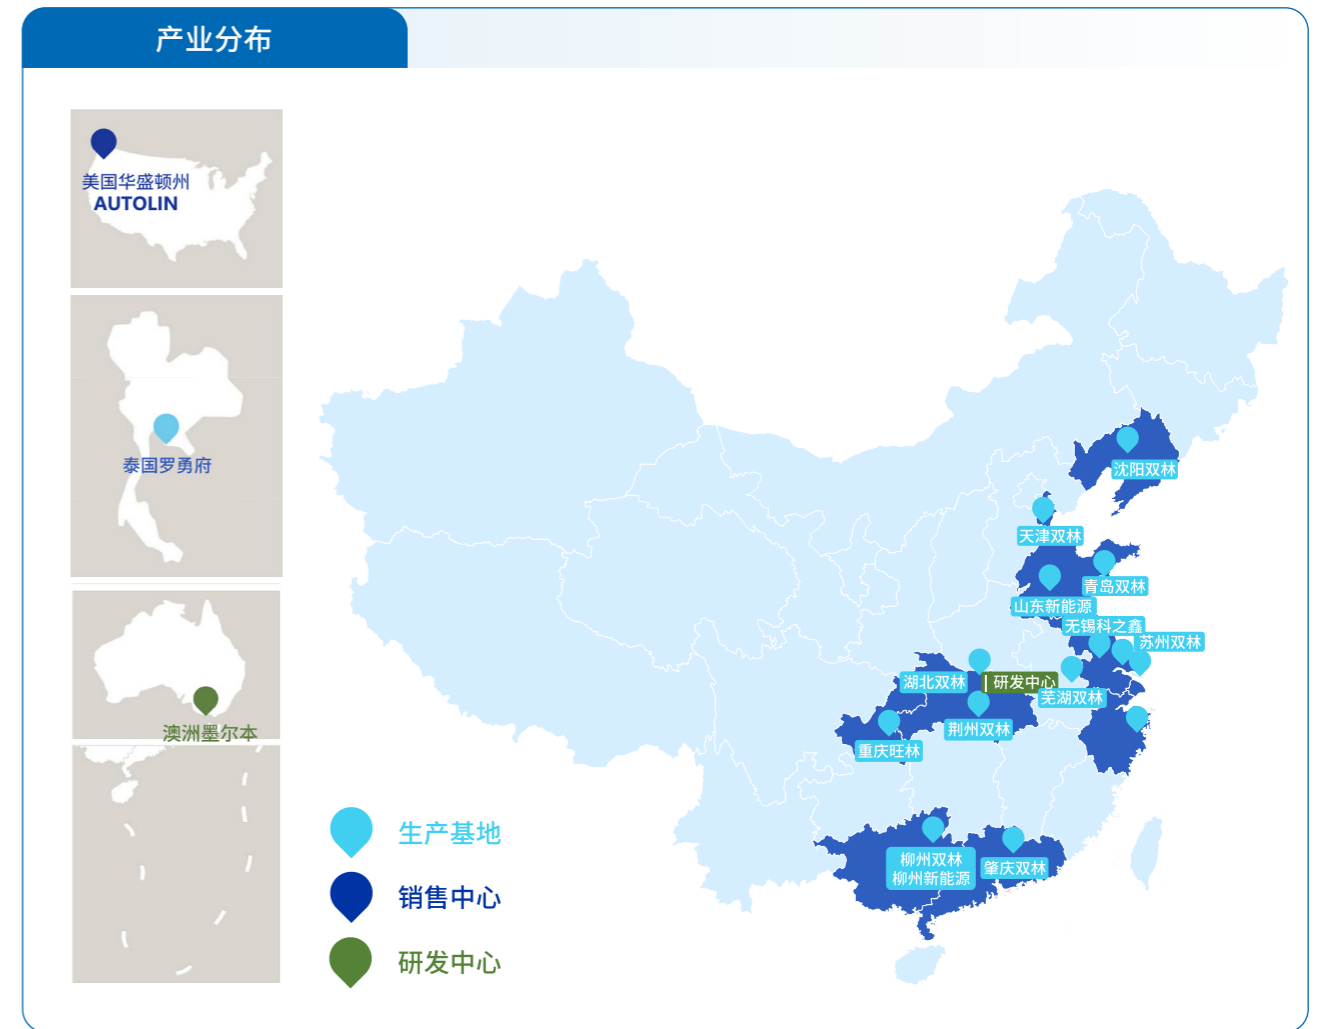 产业分布
美国华盛顿州
AUTOLIN
泰国罗勇府
澳洲墨尔本
沈阳双林
天津双林
青岛双林
山东新能源
无锡科之鑫
苏州双林
湖北双林
| 研发中心
芜湖双林
荆州双林
重庆旺林
柳州双林
柳州新能源
肇庆双林
生产基地
销售中心
研发中心